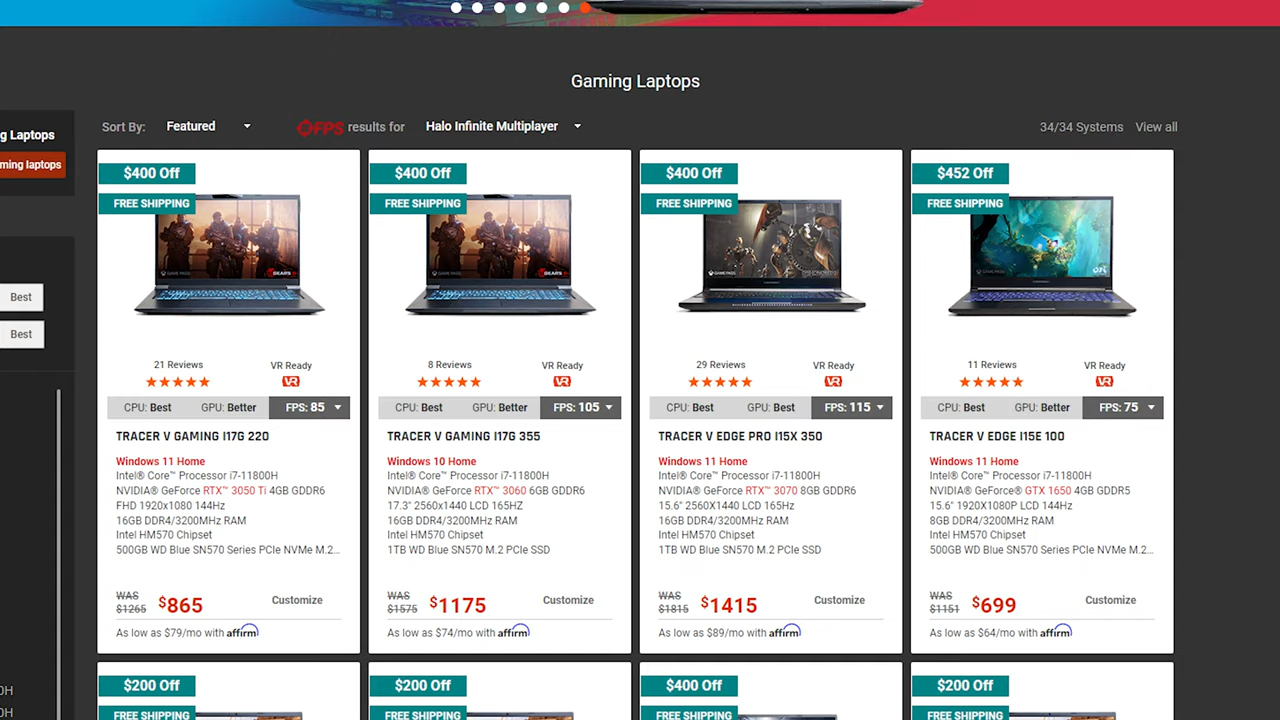 Gaming Laptops
g Laptops
ming laptops
Sort By: Featured
FPS results for Halo Infinite Multiplayer
34/34 Systems View all
Best
Best
0H
0H
$400 Off
FREE SHIPPING
21 Reviews
VR Ready
VR
CPU: Best GPU: Better FPS: 85
TRACER V GAMING I17G 220
Windows 11 Home
Intel® Core™ Processor i7-11800H
NVIDIA® GeForce RTX™ 3050 Ti 4GB GDDR6
FHD 1920x1080 144Hz
16GB DDR4/3200MHz RAM
Intel HM570 Chipset
500GB WD Blue SN570 Series PCIe NVMe M.2...
WAS $1265 $865 Customize
As low as $79/mo with affirm
$400 Off
FREE SHIPPING
8 Reviews
VR Ready
VR
CPU: Best GPU: Better FPS: 105
TRACER V GAMING I17G 355
Windows 10 Home
Intel® Core™ Processor i7-11800H
NVIDIA® GeForce RTX™ 3060 6GB GDDR6
17.3" 2560x1440 LCD 165HZ
16GB DDR4/3200MHz RAM
Intel HM570 Chipset
1TB WD Blue SN570 M.2 PCIe SSD
WAS $1575 $1175 Customize
As low as $74/mo with affirm
$400 Off
FREE SHIPPING
29 Reviews
VR Ready
VR
CPU: Best GPU: Best FPS: 115
TRACER V EDGE PRO I15X 350
Windows 11 Home
Intel® Core™ Processor i7-11800H
NVIDIA® GeForce RTX™ 3070 8GB GDDR6
15.6" 2560X1440 LCD 165HZ
16GB DDR4/3200MHz RAM
Intel HM570 Chipset
1TB WD Blue SN570 M.2 PCIe SSD
WAS $1815 $1415 Customize
As low as $89/mo with affirm
$452 Off
FREE SHIPPING
11 Reviews
VR Ready
VR
CPU: Best GPU: Better FPS: 75
TRACER V EDGE I15E 100
Windows 11 Home
Intel® Core™ Processor i7-11800H
NVIDIA® GeForce® GTX 1650 4GB GDDR5
15.6" 1920X1080P LCD 144Hz
8GB DDR4/3200MHz RAM
Intel HM570 Chipset
500GB WD Blue SN570 Series PCIe NVMe M.2...
WAS $1151 $699 Customize
As low as $64/mo with affirm
$200 Off
FREE SHIPPING
$200 Off
FREE SHIPPING
$400 Off
FREE SHIPPING
$200 Off
FREE SHIPPING